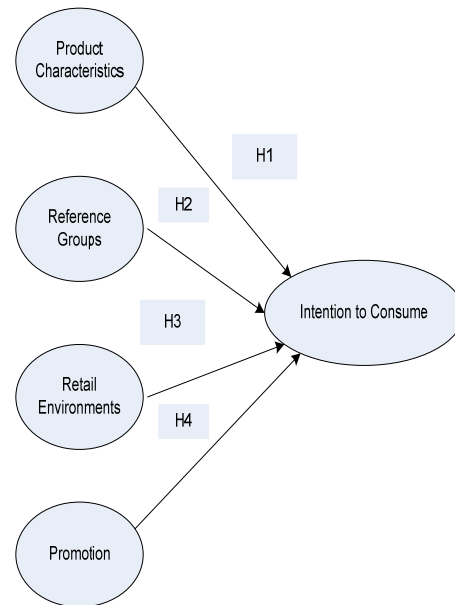 Product
Characteristics
H1
H2
Reference
Groups
Intention to Consume
H3
Retail
Environments
H4
Promotion